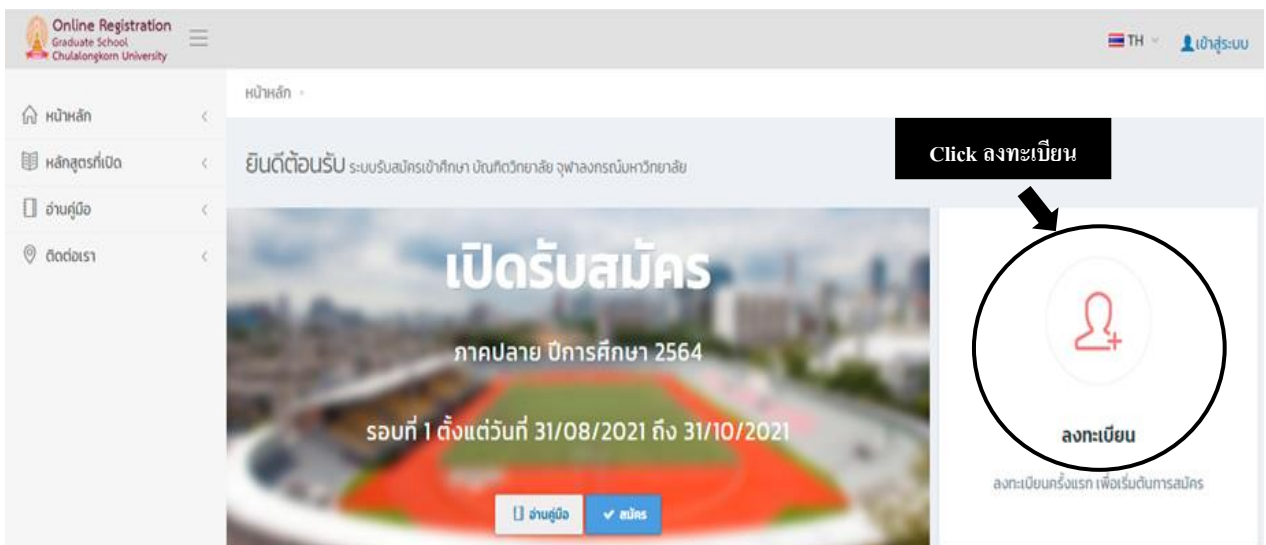 Online Registration
Graduate School
Chulalongkorn University
TH
เข้าสู่ระบบ
หน้าหลัก
หน้าหลัก
หลักสูตรที่เปิด
อ่านคู่มือ
ติดต่อเรา
ยินดีต้อนรับ ระบบรับสมัครเข้าศึกษา บัณฑิตวิทยาลัย จุฬาลงกรณ์มหาวิทยาลัย
Click ลงทะเบียน
เปิดรับสมัคร
ภาคปลาย ปีการศึกษา 2564
รอบที่ 1 ตั้งแต่วันที่ 31/08/2021 ถึง 31/10/2021
อ่านคู่มือ
สมัคร
ลงทะเบียน
ลงทะเบียนครั้งแรก เพื่อเริ่มต้นการสมัคร